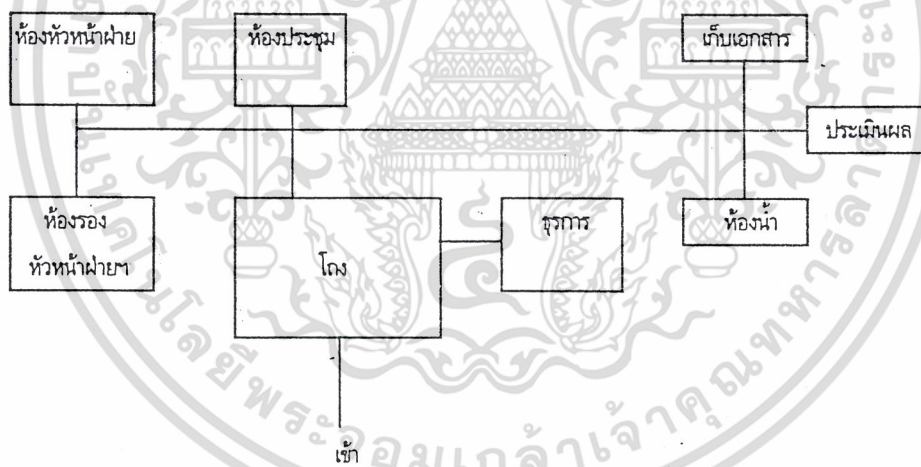 ห้องหัวหน้าฝ่าย
ห้องประชุม
เก็บเอกสาร
ประเมินผล
ห้องรอง
หัวหน้าฝ่ายฯ
โถง
ธุรการ
ห้องน้ำ
เข้า